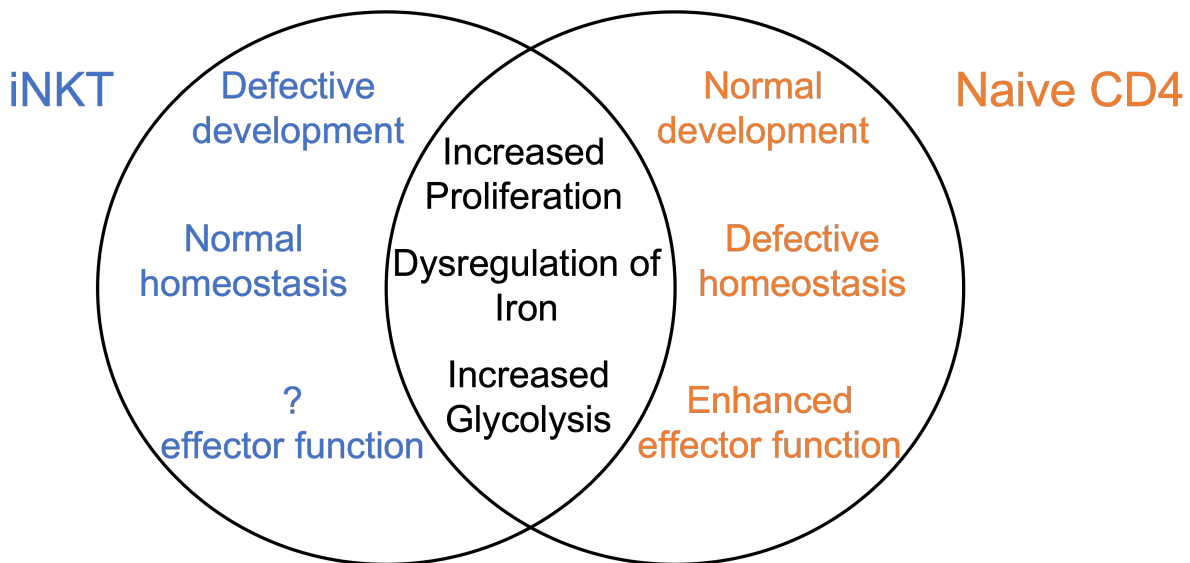 iNKT
Defective
development
Normal
homeostasis
?
effector function
Increased
Proliferation
Dysregulation of
Iron
Increased
Glycolysis
Naive CD4
Normal
development
Defective
homeostasis
Enhanced
effector function